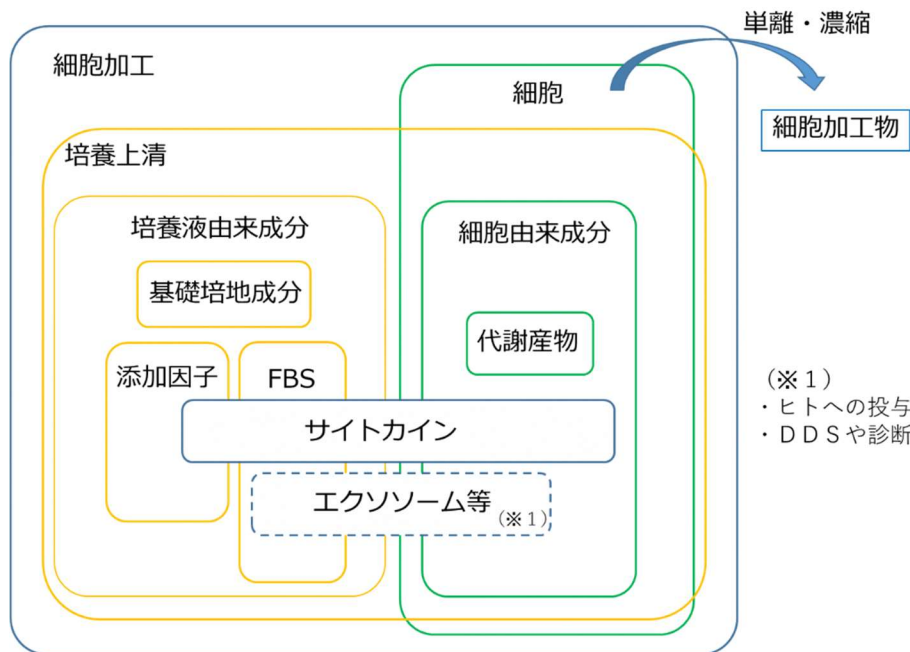 単離・濃縮
細胞加工
細胞
細胞加工物
培養上清
培養液由来成分
細胞由来成分
基礎培地成分
代謝産物
添加因子
FBS
サイトカイン
エクソソーム等
(※1)
(※1)
・ヒトへの投与
・DDSや診断